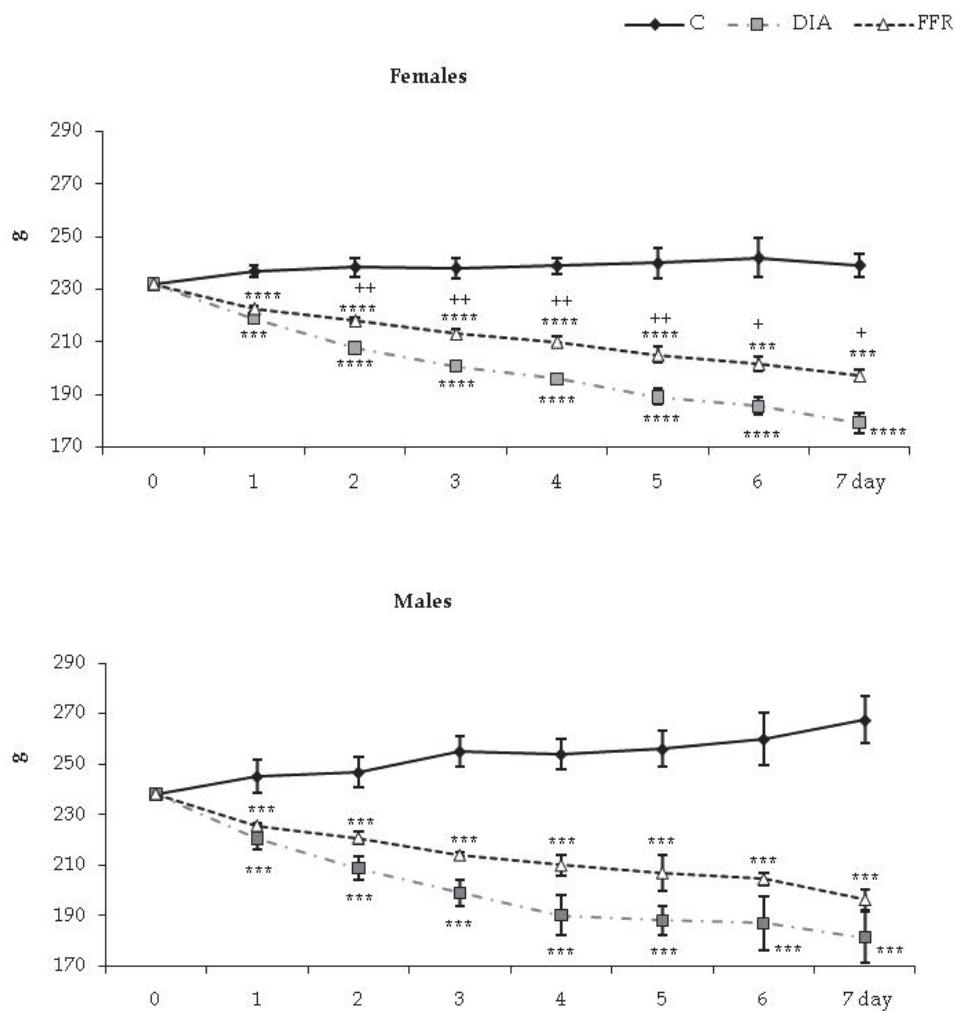 C DIA FFR
Females
290
270
250
g
230
210
190
170
++ ++ ++ ++ + +
**** **** **** **** **** *** ***
*** **** **** **** **** **** ****
0 1 2 3 4 5 6 7 day
Males
290
270
250
g
230
210
190
170
*** *** *** *** *** *** ***
*** *** *** *** *** *** ***
0 1 2 3 4 5 6 7 day